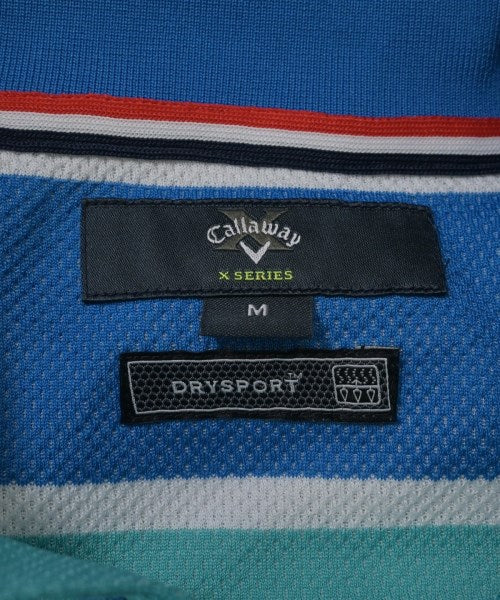 Callaway
X SERIES
M
DRYSPORT™